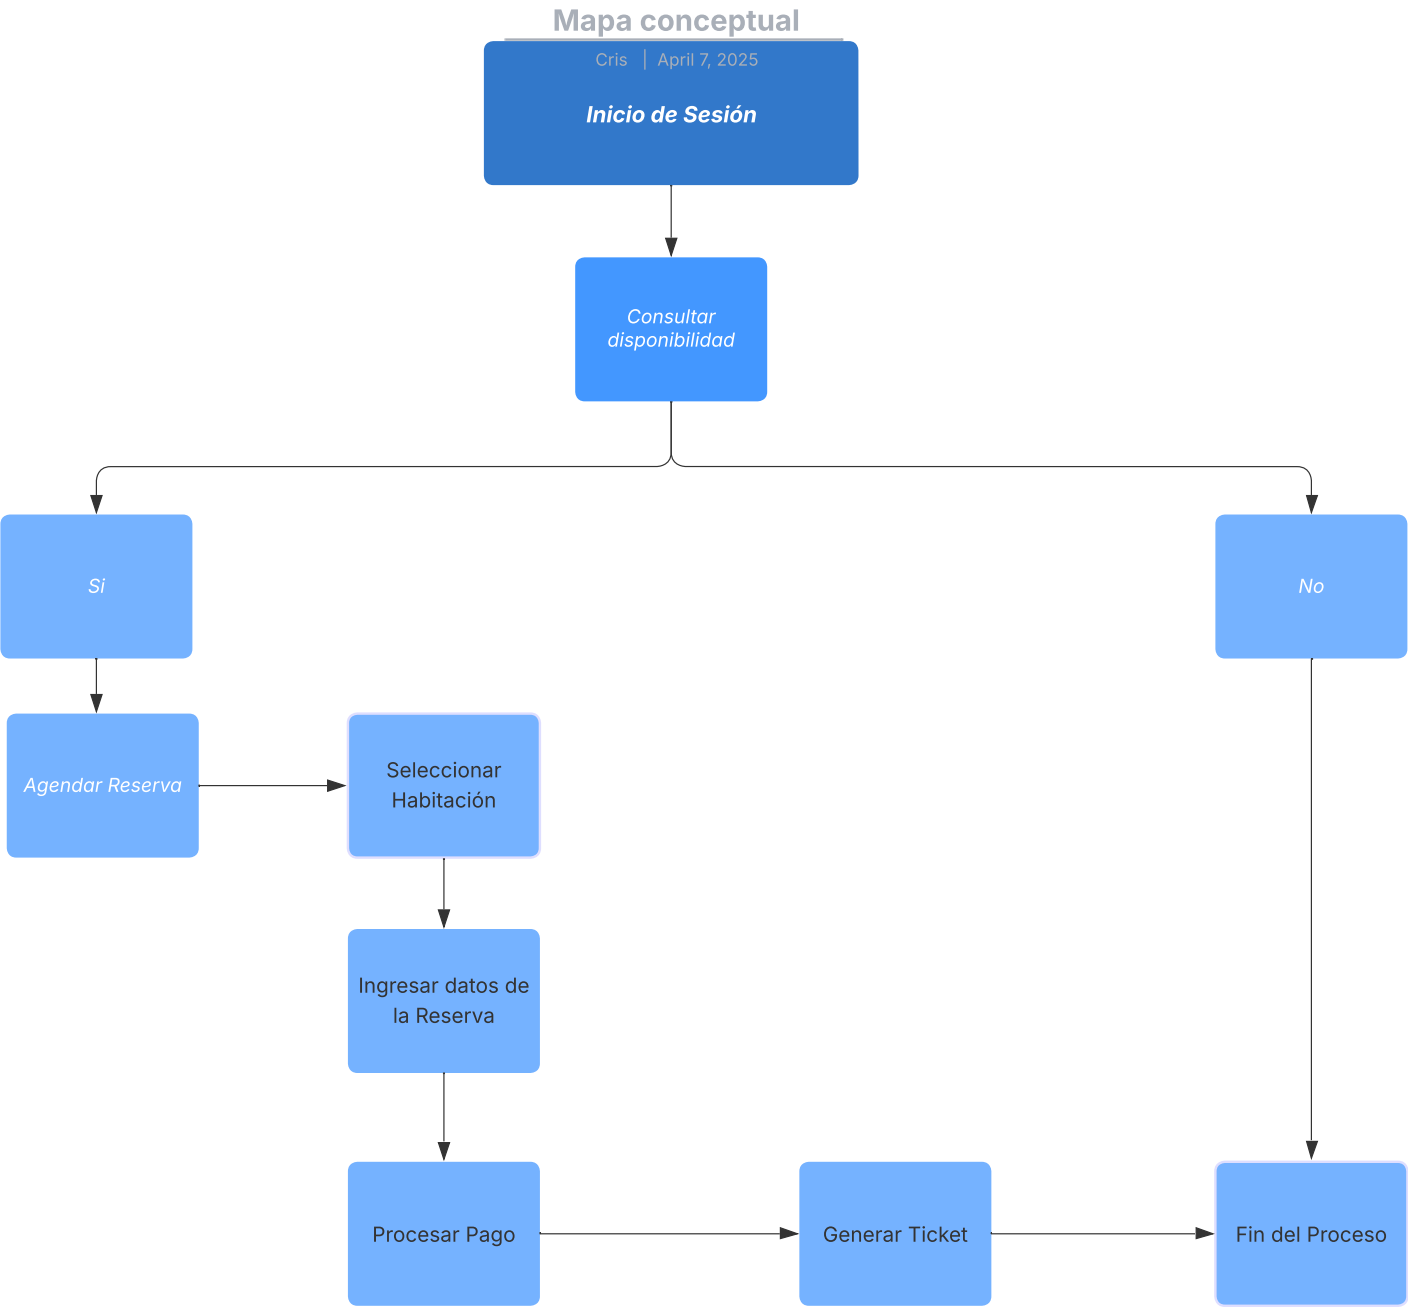 Mapa conceptual
Cris | April 7, 2025
Inicio de Sesión
Consultar
disponibilidad
Si
No
Agendar Reserva
Seleccionar
Habitación
Ingresar datos de
la Reserva
Procesar Pago
Generar Ticket
Fin del Proceso